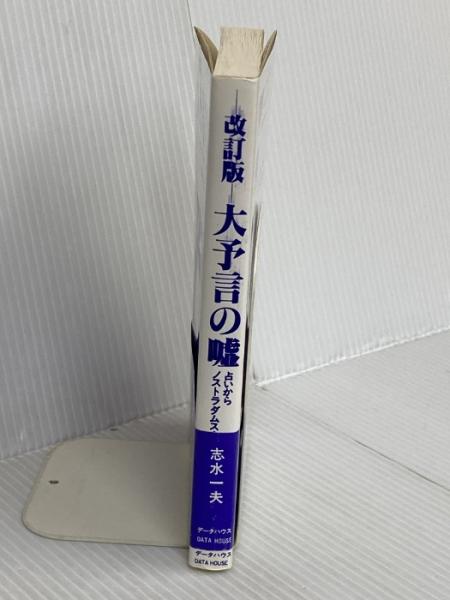 改訂版
大予言の嘘
占いから
ノストラダムス
志水一夫
データハウス
DATA HOUSE
データハウス
DATA HOUSE